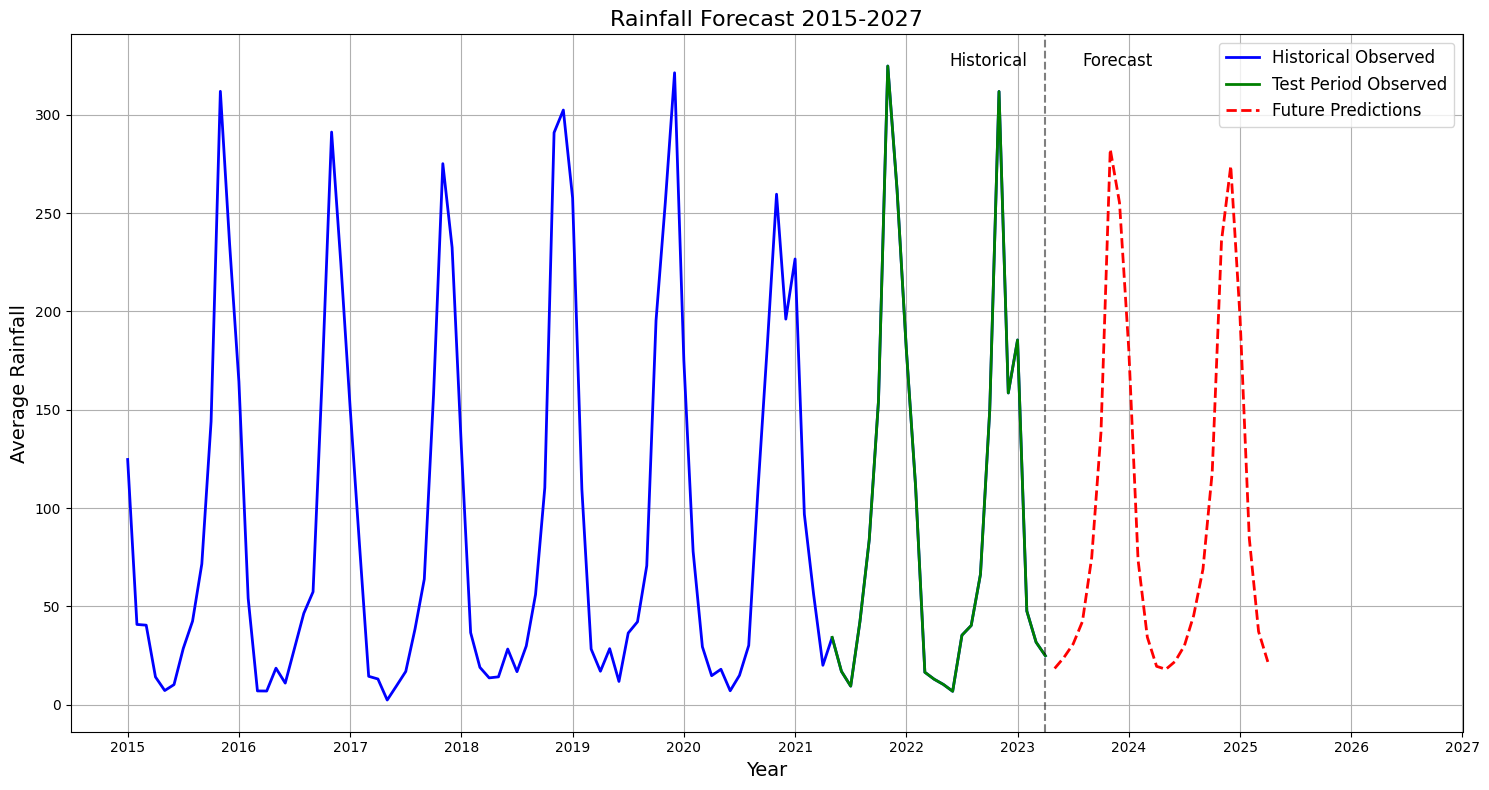 Rainfall Forecast 2015-2027
Historical
Forecast
Historical Observed
Test Period Observed
Future Predictions
Average Rainfall
300
250
200
150
100
50
0
2015 2016 2017 2018 2019 2020 2021 2022 2023 2024 2025 2026 2027
Year